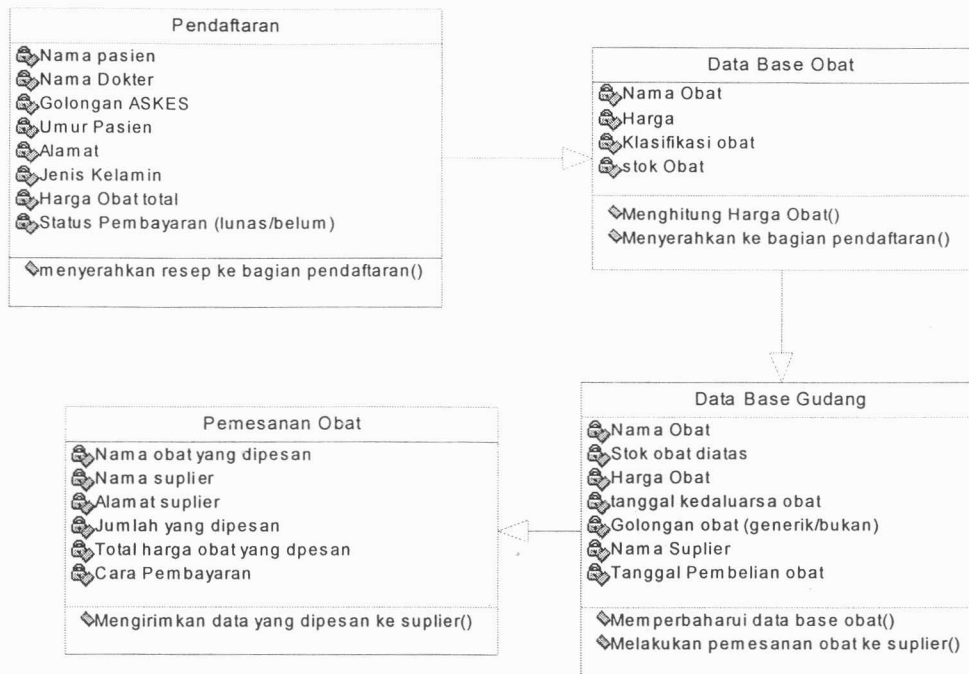 Pendaftaran
Nama pasien
Nama Dokter
Golongan ASKES
Umur Pasien
Alamat
Jenis Kelamin
Harga Obat total
Status Pembayaran (lunas/belum)
menyerahkan resep ke bagian pendaftaran()
Data Base Obat
Nama Obat
Harga
Klasifikasi obat
stok Obat
Menghitung Harga Obat()
Menyerahkan ke bagian pendaftaran()
Data Base Gudang
Nama Obat
Stok obat diatas
Harga Obat
tanggal kedaluarsa obat
Golongan obat (generik/bukan)
Nama Suplier
Tanggal Pembelian obat
Memperbaharui data base obat()
Melakukan pemesanan obat ke suplier()
Pemesanan Obat
Nama obat yang dipesan
Nama suplier
Alamat suplier
Jumlah yang dipesan
Total harga obat yang dpesan
Cara Pembayaran
Mengirimkan data yang dipesan ke suplier()